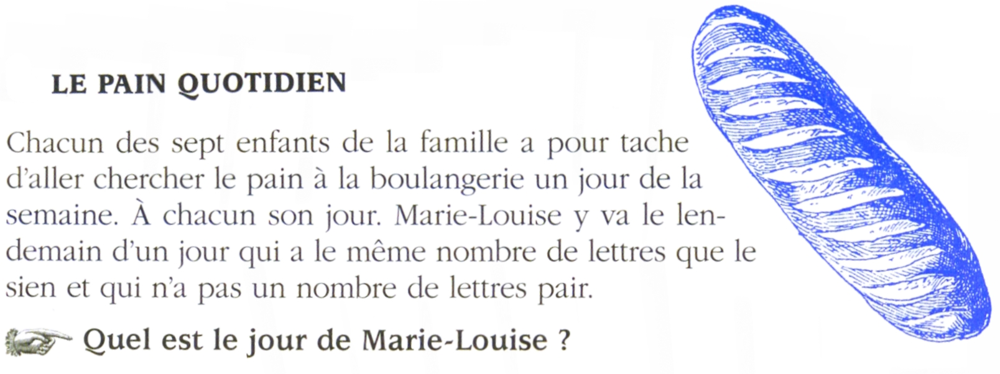 LE PAIN QUOTIDIEN
Chacun des sept enfants de la famille a pour tache
d'aller chercher le pain à la boulangerie un jour de la
semaine. À chacun son jour. Marie-Louise y va le len-
demain d'un jour qui a le même nombre de lettres que le
sien et qui n'a pas un nombre de lettres pair.
Quel est le jour de Marie-Louise ?